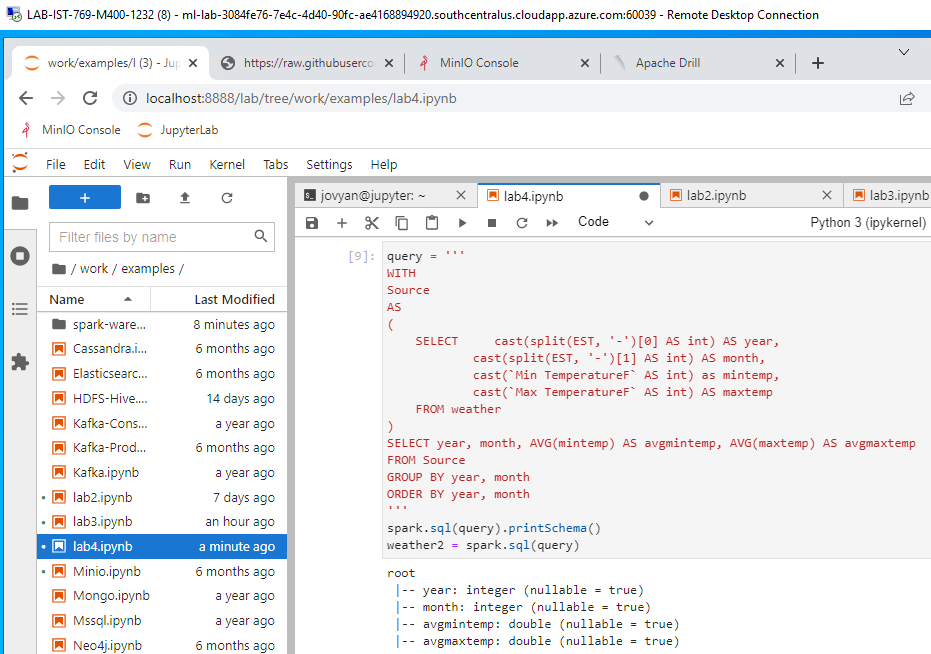 LAB-IST-769-M400-1232 (8) - ml-lab-3084fe76-7e4c-4d40-90fc-ae4168894920.southcentralus.cloudapp.azure.com:60039 - Remote Desktop Connection
work/examples/l (3) - Jup
https://raw.githubuserco
MinIO Console
Apache Drill
localhost:8888/lab/tree/work/examples/lab4.ipynb
MinIO Console JupyterLab
File Edit View Run Kernel Tabs Settings Help
jovyan@jupyter: ~
lab4.ipynb
lab2.ipynb
lab3.ipynb
Code
Python 3 (ipykernel)
Filter files by name
/ work / examples /
Name Last Modified
spark-ware... 8 minutes ago
Cassandra.i... 6 months ago
Elasticsearc... 6 months ago
HDFS-Hive.... 14 days ago
Kafka-Cons... a year ago
Kafka-Prod... 6 months ago
Kafka.ipynb a year ago
lab2.ipynb 7 days ago
lab3.ipynb an hour ago
lab4.ipynb a minute ago
Minio.ipynb 6 months ago
Mongo.ipynb a year ago
Mssql.ipynb a year ago
Neo4j.ipynb 6 months ago
[9]: query = '''
WITH
Source
AS
(
    SELECT     cast(split(EST, '-')[0] AS int) AS year,
            cast(split(EST, '-')[1] AS int) AS month,
            cast(`Min TemperatureF` AS int) as mintemp,
            cast(`Max TemperatureF` AS int) AS maxtemp
    FROM weather
)
SELECT year, month, AVG(mintemp) AS avgmintemp, AVG(maxtemp) AS avgmaxtemp
FROM Source
GROUP BY year, month
ORDER BY year, month
'''
spark.sql(query).printSchema()
weather2 = spark.sql(query)
root
 |-- year: integer (nullable = true)
 |-- month: integer (nullable = true)
 |-- avgmintemp: double (nullable = true)
 |-- avgmaxtemp: double (nullable = true)